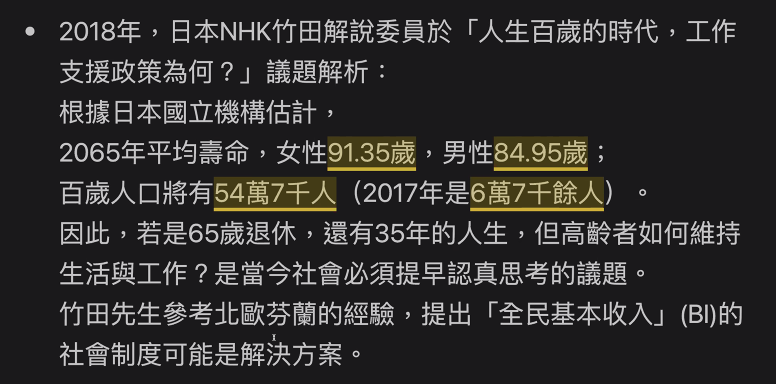 • 2018年，日本NHK竹田解說委員於「人生百歲的時代，工作
支援政策為何？」議題解析：
根據日本國立機構估計，
2065年平均壽命，女性91.35歲，男性84.95歲；
百歲人口將有54萬7千人（2017年是6萬7千餘人）。
因此，若是65歲退休，還有35年的人生，但高齡者如何維持
生活與工作？是當今社會必須提早認真思考的議題。
竹田先生參考北歐芬蘭的經驗，提出「全民基本收入」(BI)的
社會制度可能是解決方案。